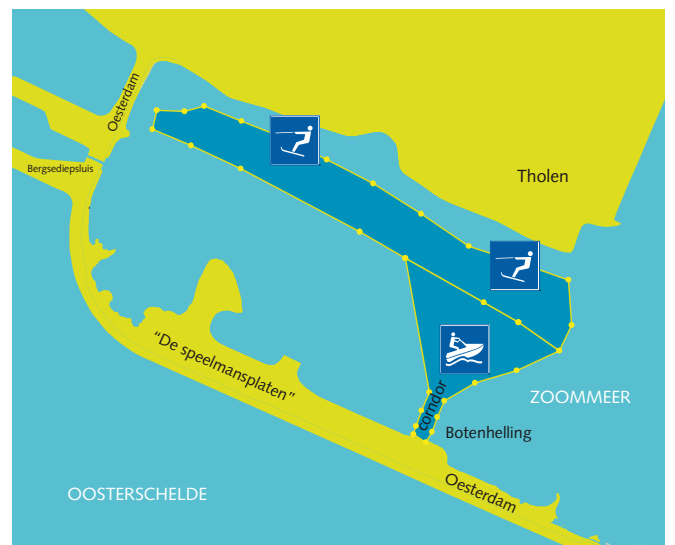 Oesterdam
Bergsediepsluis
Tholen
“De speelmansplaten”
ZOOMMEER
corridor
Botenhelling
Oesterdam
OOSTERSCHELDE